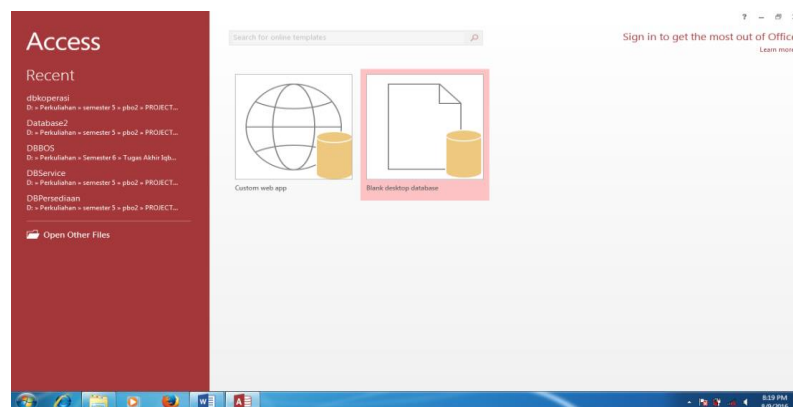 ? –
Access
Search for online templates
Sign in to get the most out of Office
Learn more
Recent
dbkoperasi
D: » Perkuliahan » semester 5 » pbo2 » PROJECT...
Database2
D: » Perkuliahan » semester 5 » pbo2 » PROJECT...
DBBOS
D: » Perkuliahan » Semester 6 » Tugas Akhir Iqb...
DBService
D: » Perkuliahan » semester 5 » pbo2 » PROJECT...
DBPersediaan
D: » Perkuliahan » semester 5 » pbo2 » PROJECT...
Open Other Files
Custom web app
Blank desktop database
8:19 PM